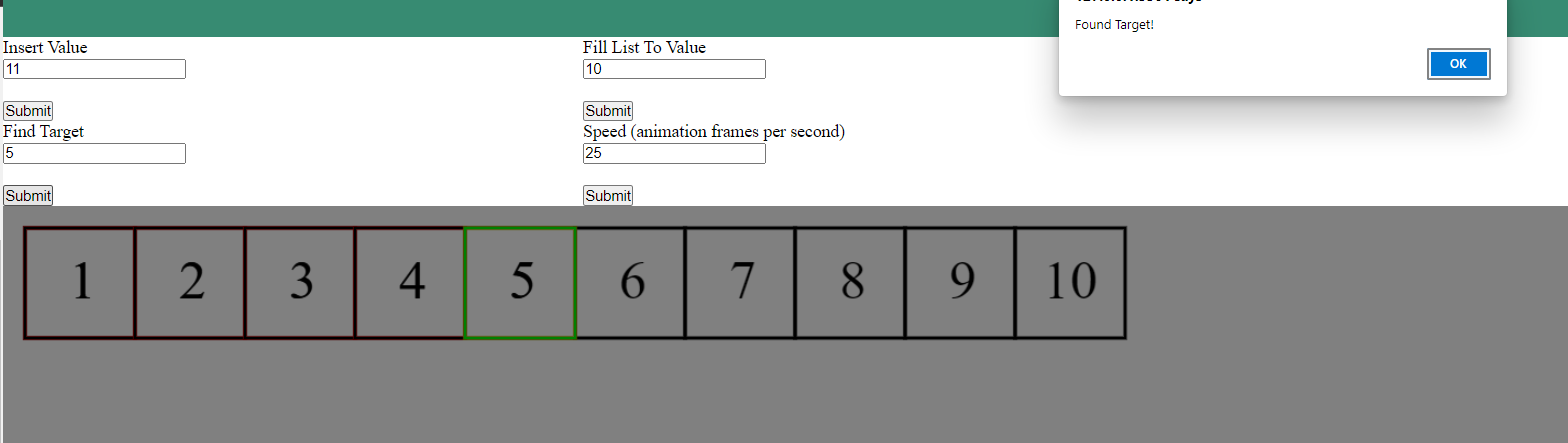 Found Target!
OK
Insert Value
Fill List To Value
11
10
Submit
Submit
Find Target
Speed (animation frames per second)
5
25
Submit
Submit
1 2 3 4 5 6 7 8 9 10